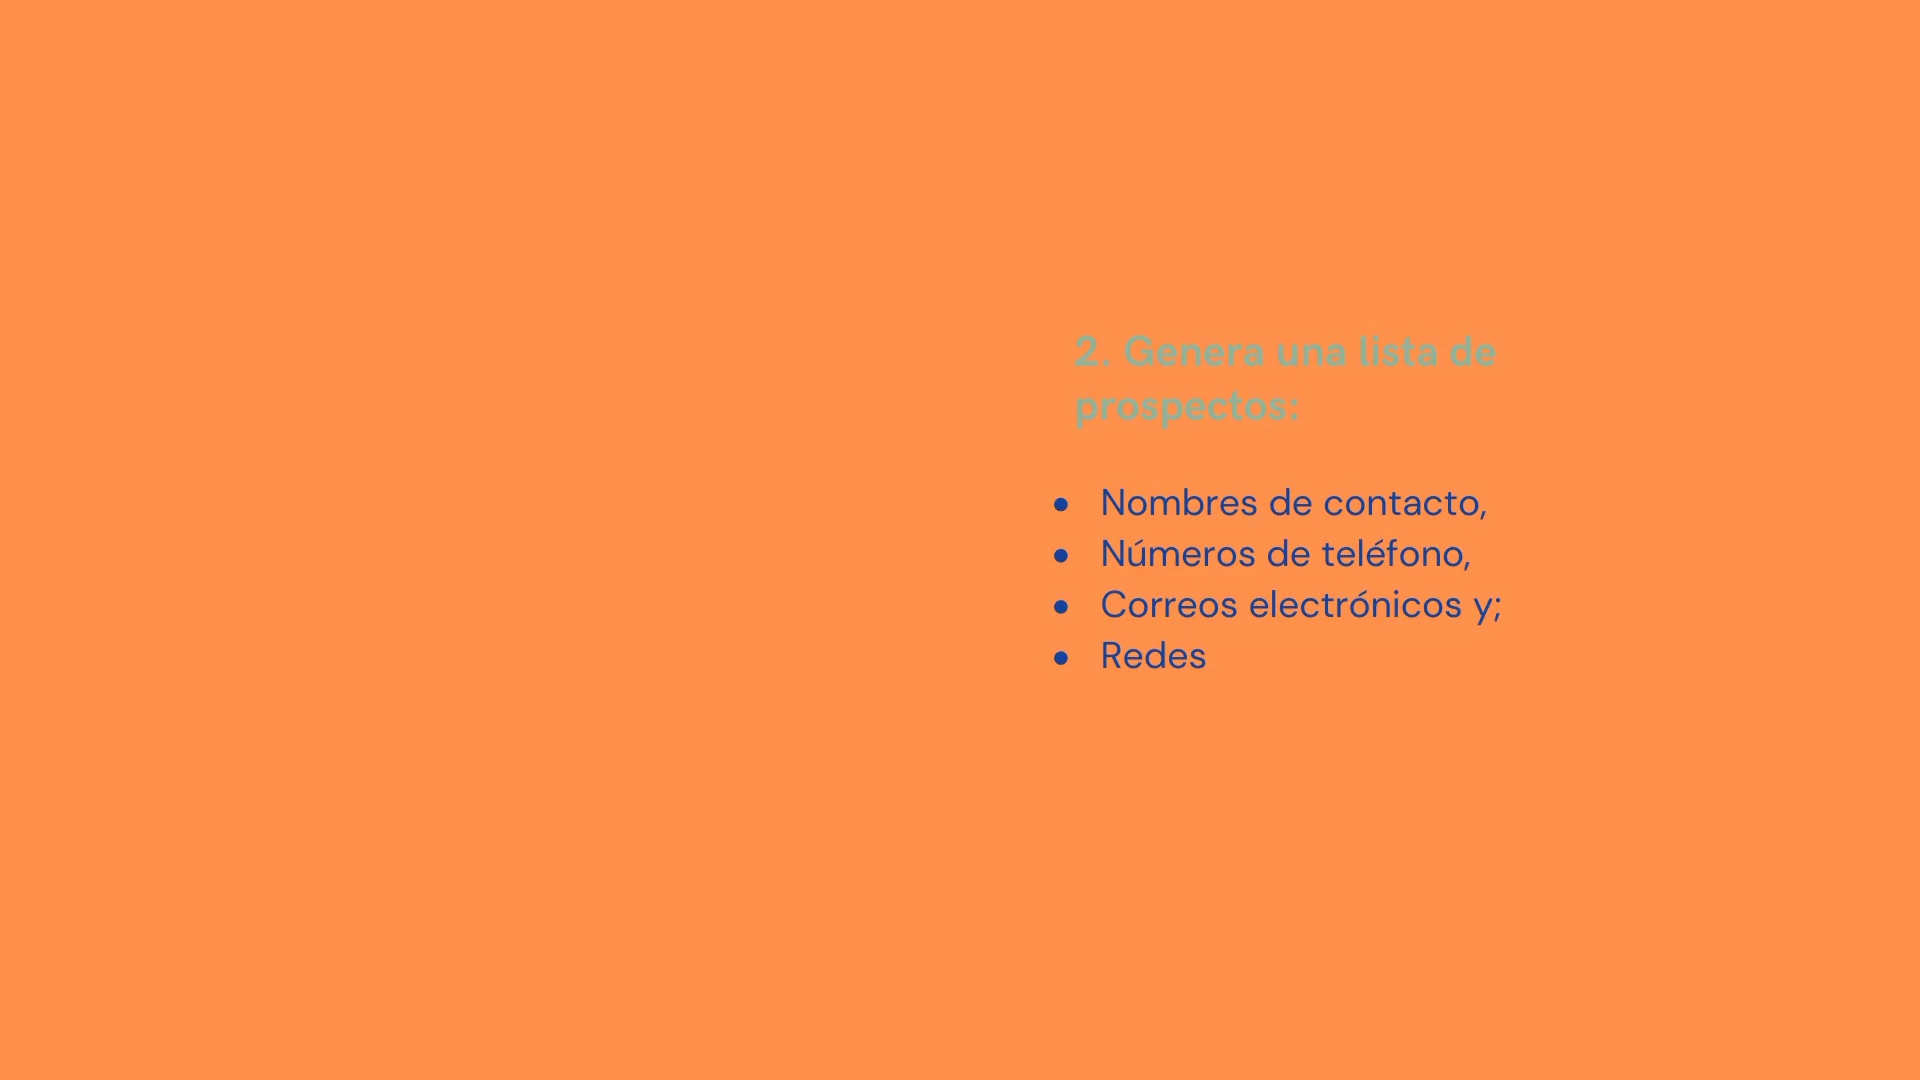 2. Genera una lista de
prospectos:
• Nombres de contacto,
• Números de teléfono,
• Correos electrónicos y;
• Redes